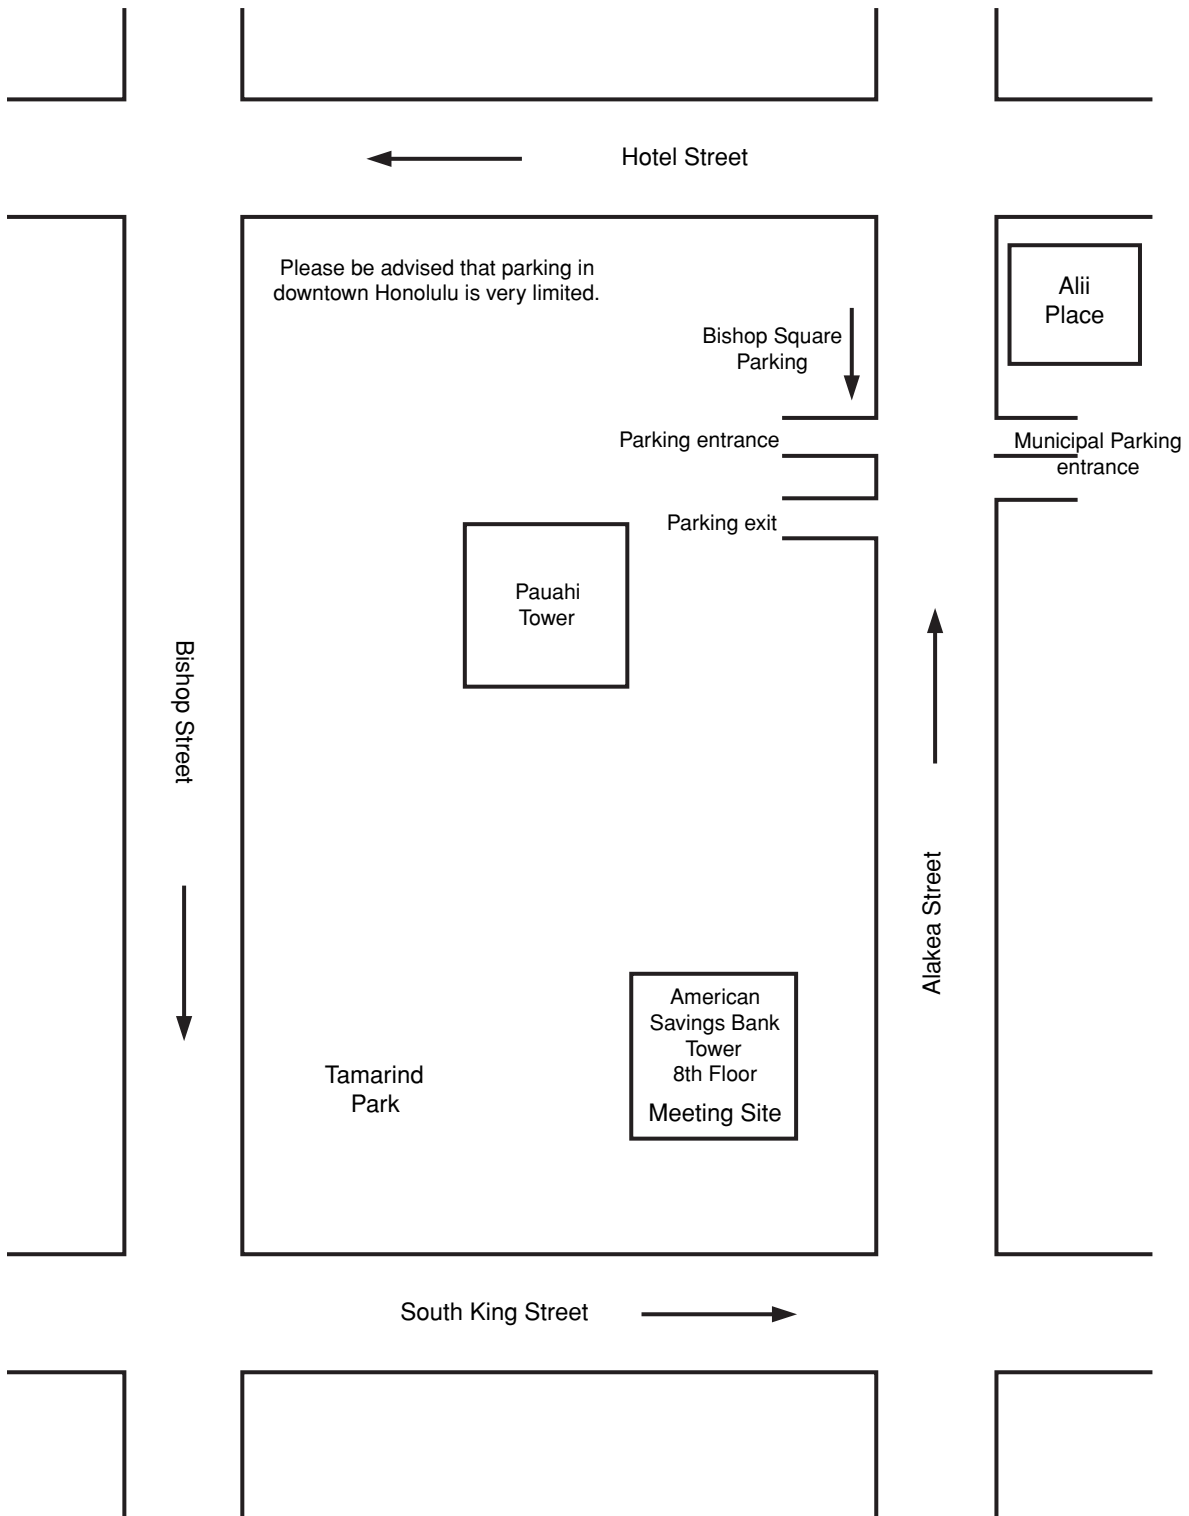 Hotel Street
Please be advised that parking in
downtown Honolulu is very limited.
Alii
Place
Bishop Square
Parking
Parking entrance
Municipal Parking
entrance
Parking exit
Pauahi
Tower
Bishop Street
Alakea Street
American
Savings Bank
Tower
8th Floor
Meeting Site
Tamarind
Park
South King Street